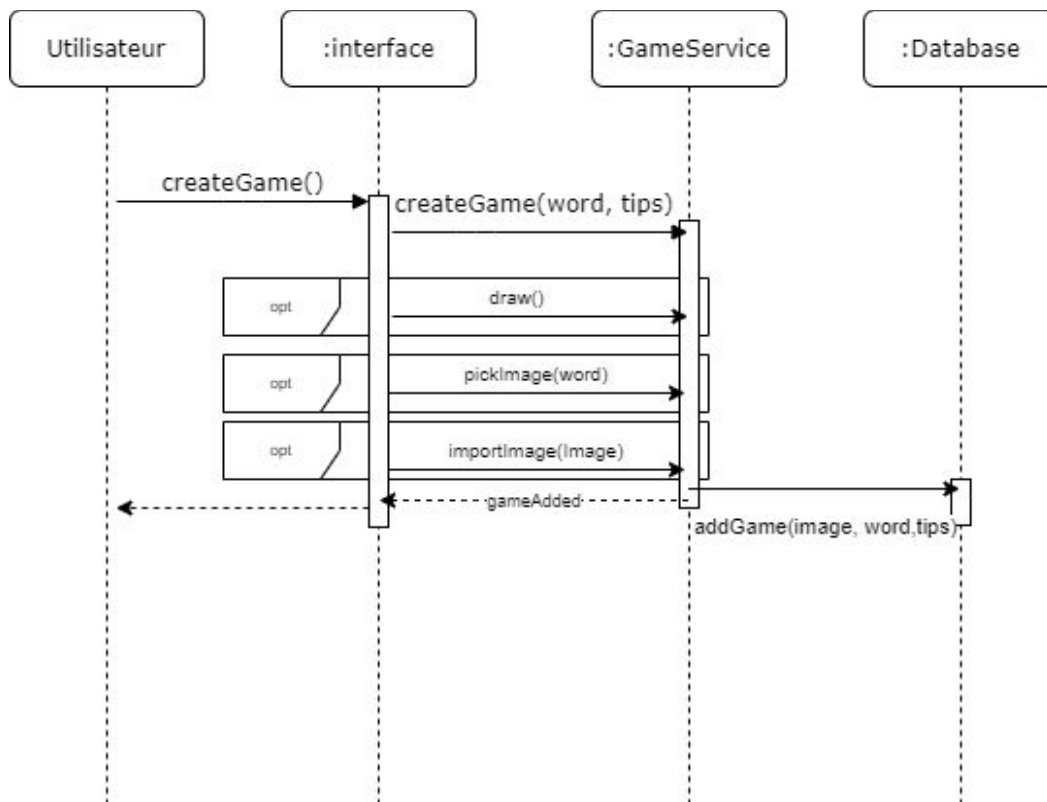 Utilisateur
:interface
:GameService
:Database
createGame()
createGame(word, tips)
opt
draw()
opt
pickImage(word)
opt
importImage(Image)
gameAdded
addGame(image, word,tips)